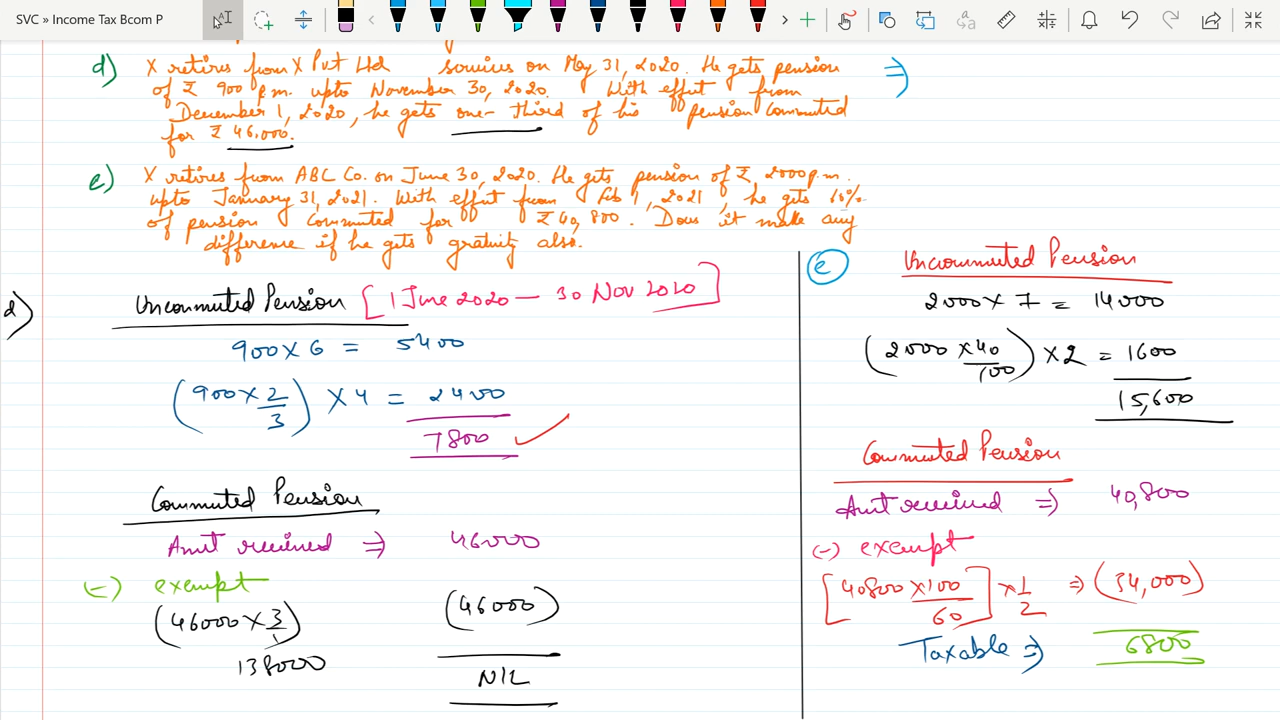 SVC » Income Tax Bcom P
d) X retires from X Pvt Ltd services on May 31, 2020. He gets pension ⇒
of ₹ 900 p.m. upto November 30, 2020. With effect from
December 1, 2020, he gets one-third of his pension commuted
for ₹ 46,000.
e) X retires from ABC Co. on June 30, 2020. He gets pension of ₹ 2000 p.m.
upto January 31, 2021. With effect from Feb 1, 2021, he gets 60%
of pension commuted for ₹ 40,800. Does it make any
difference if he gets gratuity also.
d) Uncommuted Pension [1 June 2020 — 30 Nov 2020]
900 × 6 = 5400
(900 × 2/3) × 4 = 2400
7800 ✓
Commuted Pension
Amt received ⇒ 46000
(-) exempt
(46000 × 3/1) (46000)
138000
NIL
e Uncommuted Pension
2000 × 7 = 14000
(2000 × 40/100) × 2 = 1600
15,600
Commuted Pension
Amt received ⇒ 40,800
(-) exempt
[40800 × 100/60] × 1/2 ⇒ (34,000)
Taxable ⇒ 6800